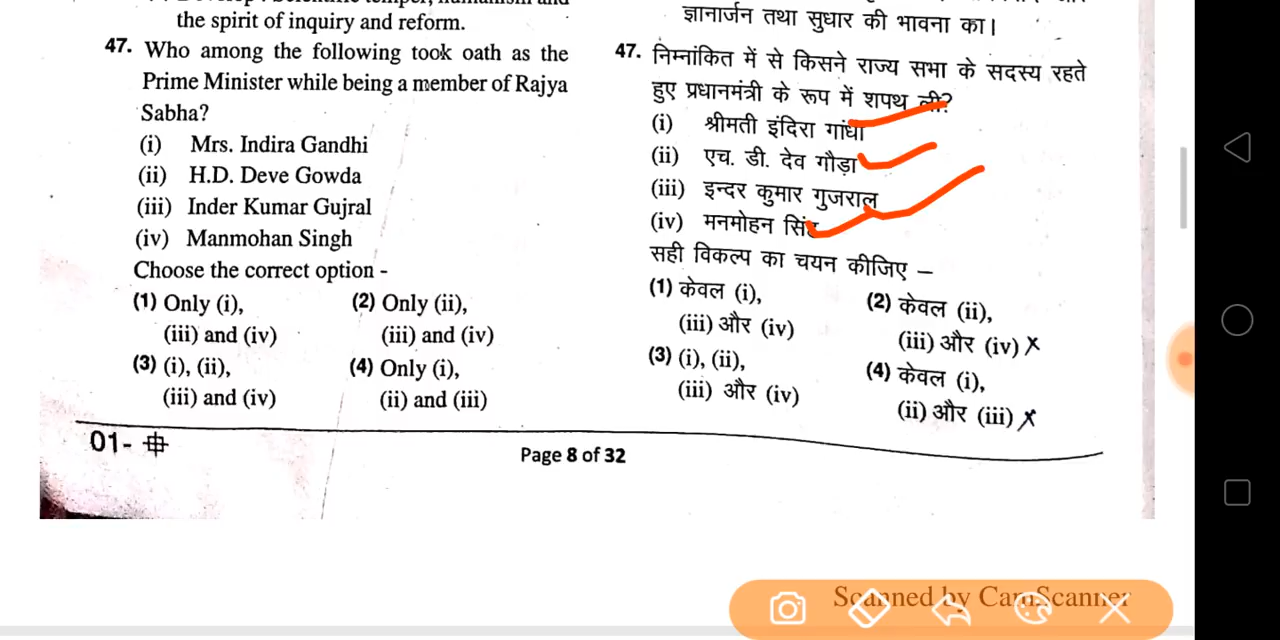 the spirit of inquiry and reform.
47. Who among the following took oath as the
Prime Minister while being a member of Rajya
Sabha?
(i) Mrs. Indira Gandhi
(ii) H.D. Deve Gowda
(iii) Inder Kumar Gujral
(iv) Manmohan Singh
Choose the correct option -
(1) Only (i),
(iii) and (iv)
(2) Only (ii),
(iii) and (iv)
(3) (i), (ii),
(iii) and (iv)
(4) Only (i),
(ii) and (iii)
ज्ञानार्जन तथा सुधार की भावना का।
47. निम्नांकित में से किसने राज्य सभा के सदस्य रहते
हुए प्रधानमंत्री के रूप में शपथ ली?
(i) श्रीमती इंदिरा गांधी
(ii) एच. डी. देव गौड़ा
(iii) इन्दर कुमार गुजराल
(iv) मनमोहन सिंह
सही विकल्प का चयन कीजिए –
(1) केवल (i),
(iii) और (iv)
(2) केवल (ii),
(iii) और (iv)
(3) (i), (ii),
(iii) और (iv)
(4) केवल (i),
(ii) और (iii)
01-
Page 8 of 32
Scanned by CamScanner